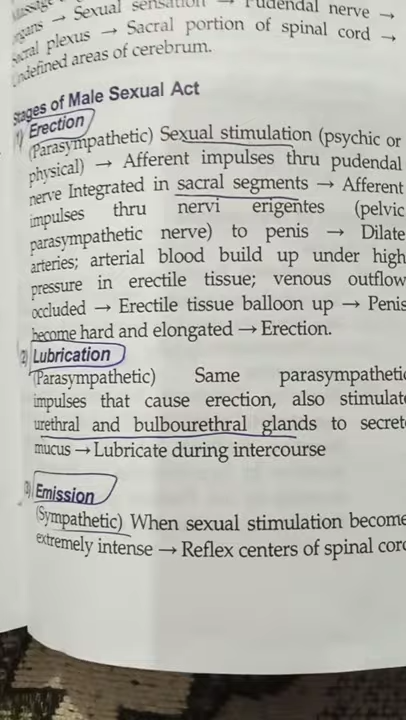 Massage
organs → Sexual sensation → Pudendal nerve →
Sacral plexus → Sacral portion of spinal cord →
Undefined areas of cerebrum.
Stages of Male Sexual Act
1) Erection
(Parasympathetic) Sexual stimulation (psychic or
physical) → Afferent impulses thru pudendal
nerve Integrated in sacral segments → Afferent
impulses thru nervi erigentes (pelvic
parasympathetic nerve) to penis → Dilate
arteries; arterial blood build up under high
pressure in erectile tissue; venous outflow
occluded → Erectile tissue balloon up → Penis
become hard and elongated → Erection.
2) Lubrication
(Parasympathetic) Same parasympathetic
impulses that cause erection, also stimulate
urethral and bulbourethral glands to secrete
mucus → Lubricate during intercourse
3) Emission
(Sympathetic) When sexual stimulation become
extremely intense → Reflex centers of spinal cord